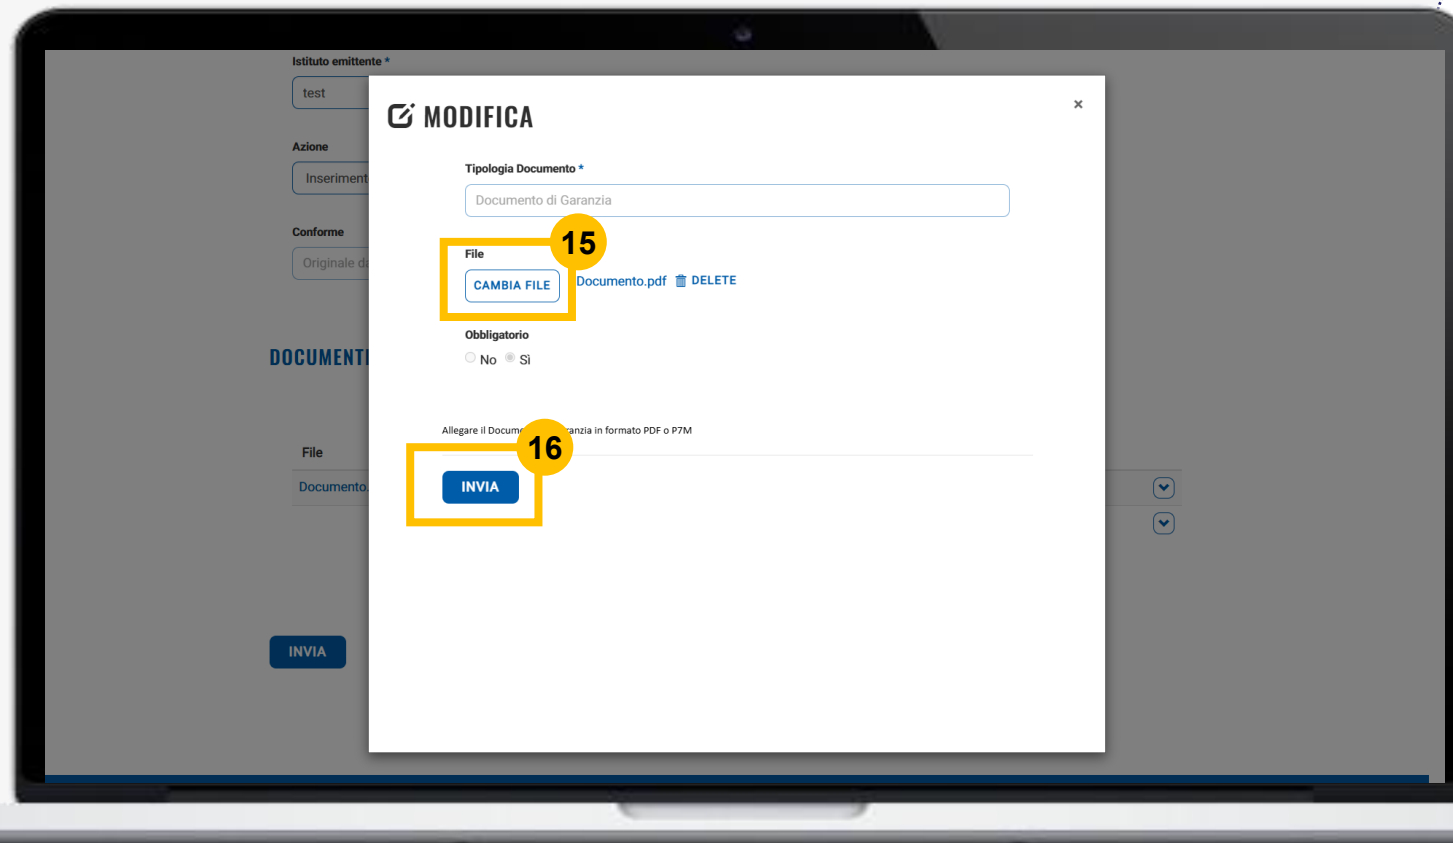 Istituto emittente *
test
MODIFICA
×
Azione
Inseriment
Tipologia Documento *
Documento di Garanzia
Conforme
Originale da
15
File
CAMBIA FILE
Documento.pdf DELETE
Obbligatorio
No Sì
DOCUMENTI
Allegare il Docume anzia in formato PDF o P7M
16
File
Documento.
INVIA
INVIA